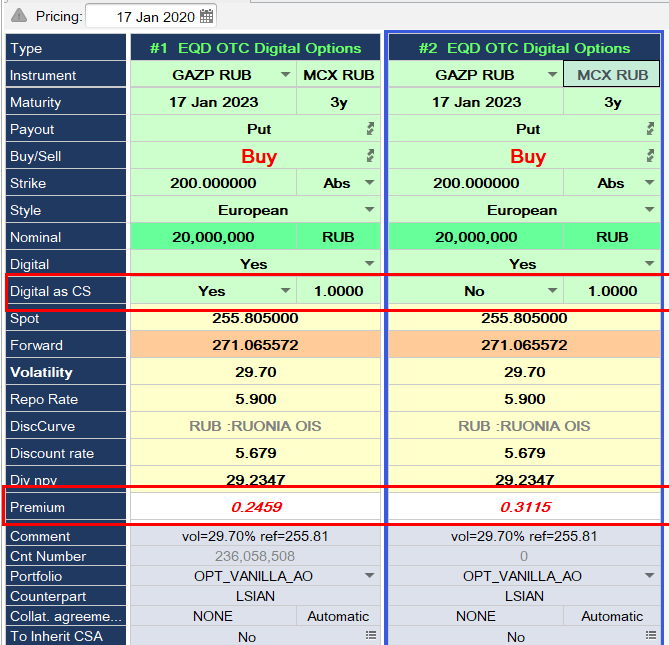 Pricing: 17 Jan 2020
Type #1 EQD OTC Digital Options #2 EQD OTC Digital Options
Instrument GAZP RUB MCX RUB GAZP RUB MCX RUB
Maturity 17 Jan 2023 3y 17 Jan 2023 3y
Payout Put Put
Buy/Sell Buy Buy
Strike 200.000000 Abs 200.000000 Abs
Style European European
Nominal 20,000,000 RUB 20,000,000 RUB
Digital Yes Yes
Digital as CS Yes 1.0000 No 1.0000
Spot 255.805000 255.805000
Forward 271.065572 271.065572
Volatility 29.70 29.70
Repo Rate 5.900 5.900
DiscCurve RUB :RUONIA OIS RUB :RUONIA OIS
Discount rate 5.679 5.679
Div npv 29.2347 29.2347
Premium 0.2459 0.3115
Comment vol=29.70% ref=255.81 vol=29.70% ref=255.81
Cnt Number 236,058,508 0
Portfolio OPT_VANILLA_AO OPT_VANILLA_AO
Counterpart LSIAN LSIAN
Collat. agreeme... NONE Automatic NONE Automatic
To Inherit CSA No No